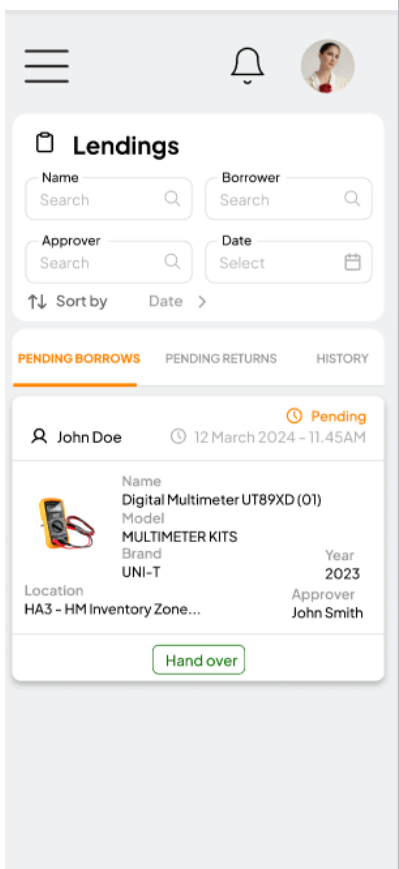 Lendings
Name
Search
Borrower
Search
Approver
Search
Date
Select
Sort by Date
PENDING BORROWS PENDING RETURNS HISTORY
Pending
John Doe 12 March 2024 - 11.45AM
Name
Digital Multimeter UT89XD (01)
Model
MULTIMETER KITS
Brand
UNI-T
Year
2023
Location
HA3 - HM Inventory Zone...
Approver
John Smith
Hand over